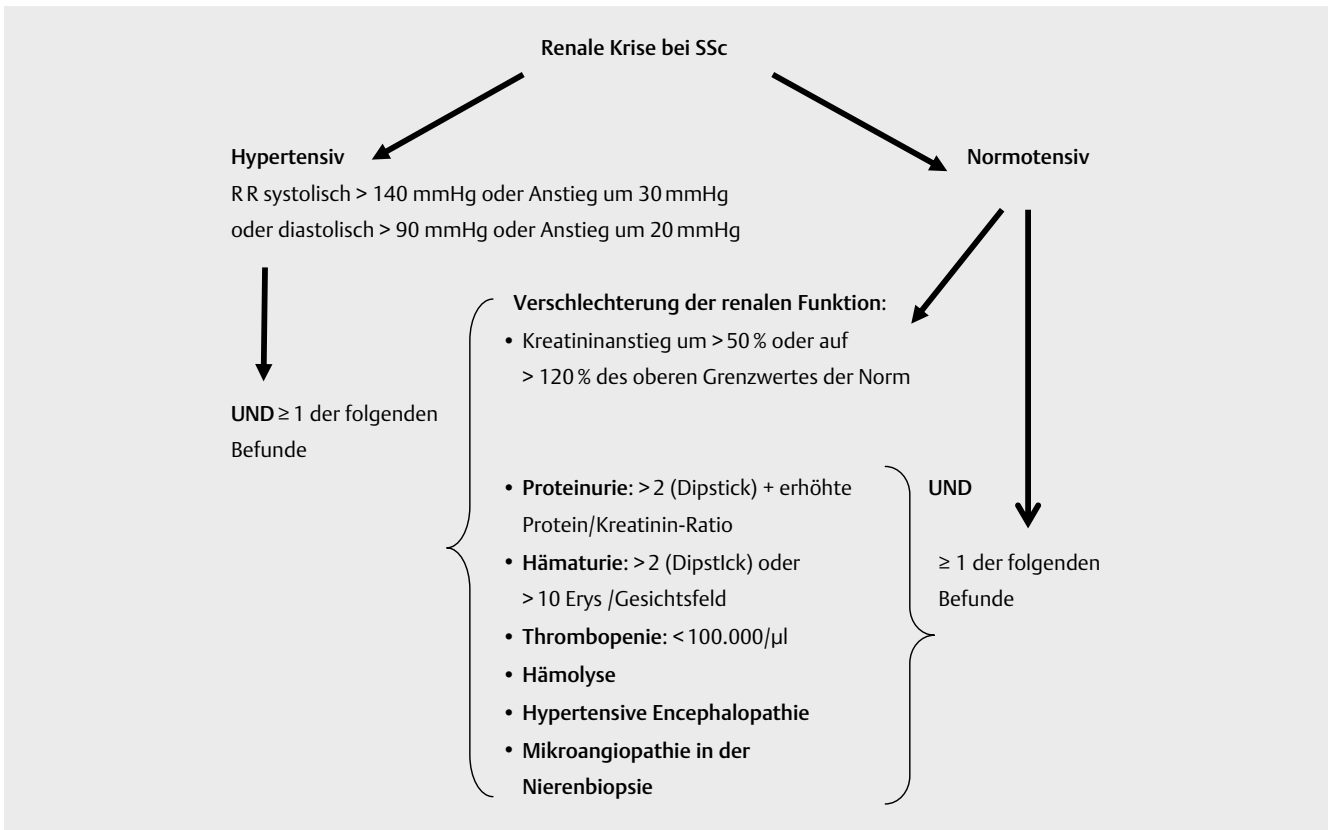 Renale Krise bei SSc
Hypertensiv
RR systolisch > 140 mmHg oder Anstieg um 30 mmHg
oder diastolisch > 90 mmHg oder Anstieg um 20 mmHg
Normotensiv
UND ≥ 1 der folgenden
Befunde
Verschlechterung der renalen Funktion:
• Kreatininanstieg um > 50 % oder auf
> 120 % des oberen Grenzwertes der Norm
• Proteinurie: > 2 (Dipstick) + erhöhte
Protein/Kreatinin-Ratio
• Hämaturie: > 2 (DipstIck) oder
> 10 Erys /Gesichtsfeld
• Thrombopenie: < 100.000/µl
• Hämolyse
• Hypertensive Encephalopathie
• Mikroangiopathie in der
Nierenbiopsie
UND
≥ 1 der folgenden
Befunde